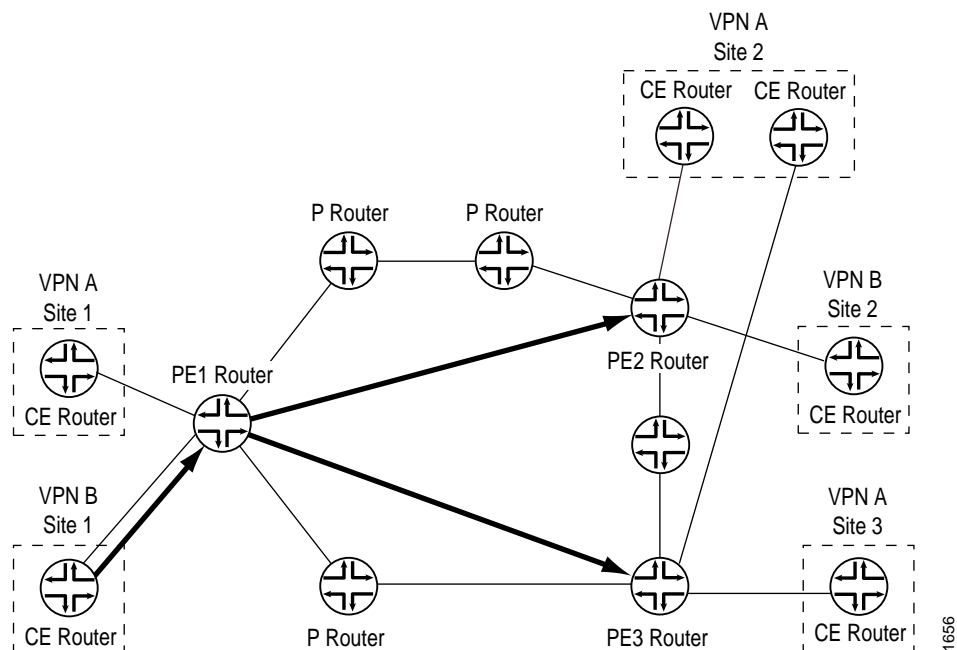 VPN A
Site 2
CE Router
CE Router
P Router
P Router
VPN A
Site 1
VPN B
Site 2
PE1 Router
PE2 Router
CE Router
CE Router
VPN B
Site 1
VPN A
Site 3
CE Router
P Router
PE3 Router
CE Router
1656